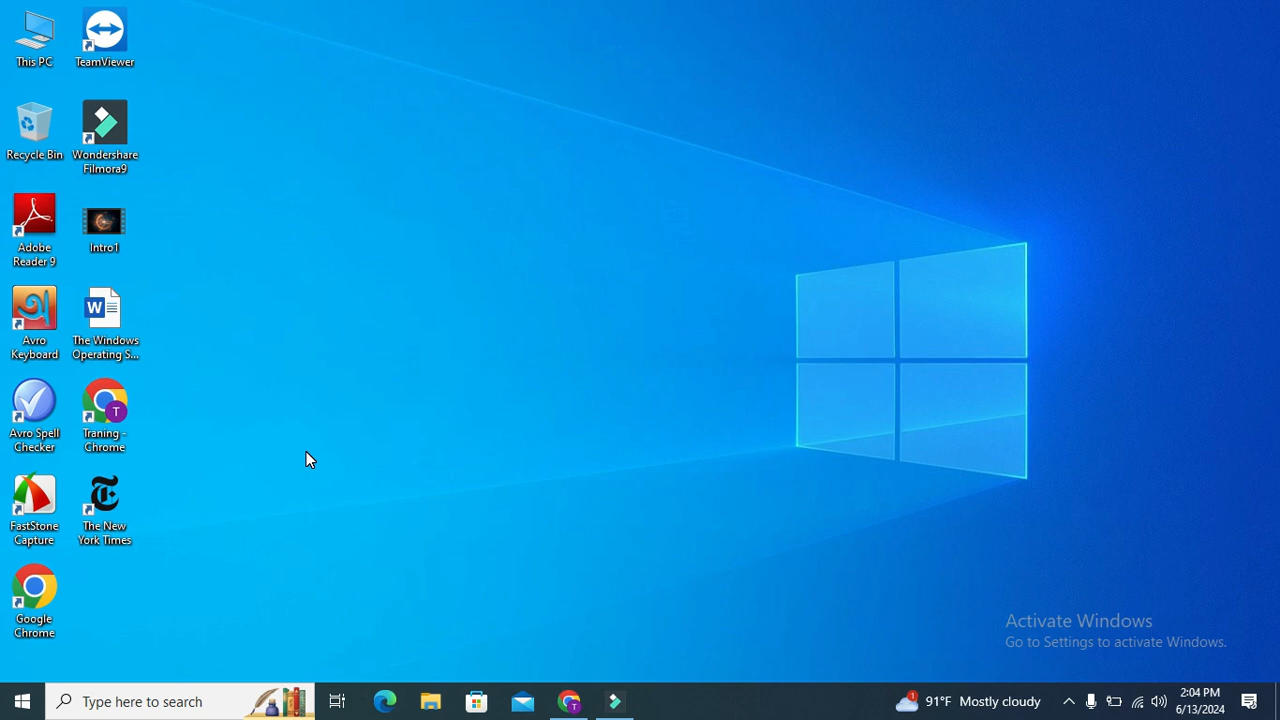 This PC
TeamViewer
Recycle Bin
Wondershare
Filmora9
Adobe
Reader 9
Intro1
Avro
Keyboard
The Windows
Operating S...
Avro Spell
Checker
T
Traning -
Chrome
FastStone
Capture
The New
York Times
Google
Chrome
Activate Windows
Go to Settings to activate Windows.
Type here to search
T
1
91°F Mostly cloudy
2:04 PM
6/13/2024